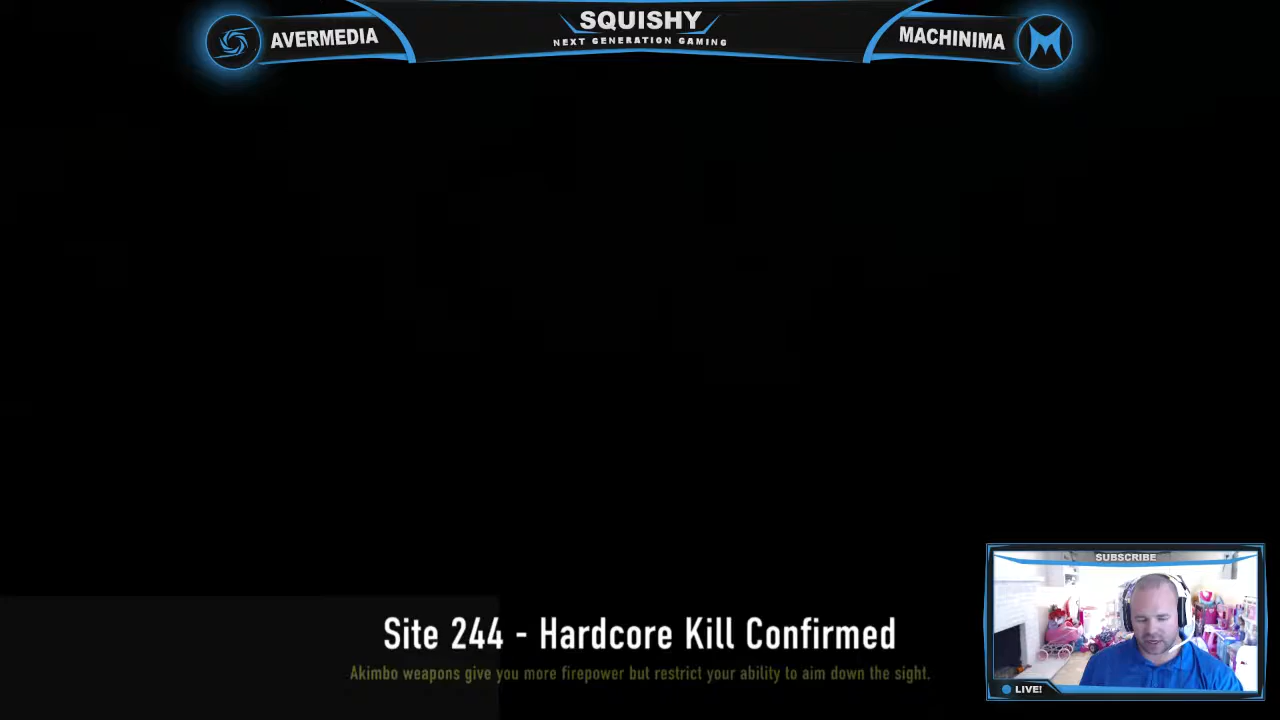 AVERMEDIA
SQUISHY
NEXT GENERATION GAMING
MACHINIMA
SUBSCRIBE
Site 244 - Hardcore Kill Confirmed
Akimbo weapons give you more firepower but restrict your ability to aim down the sight.
LIVE!